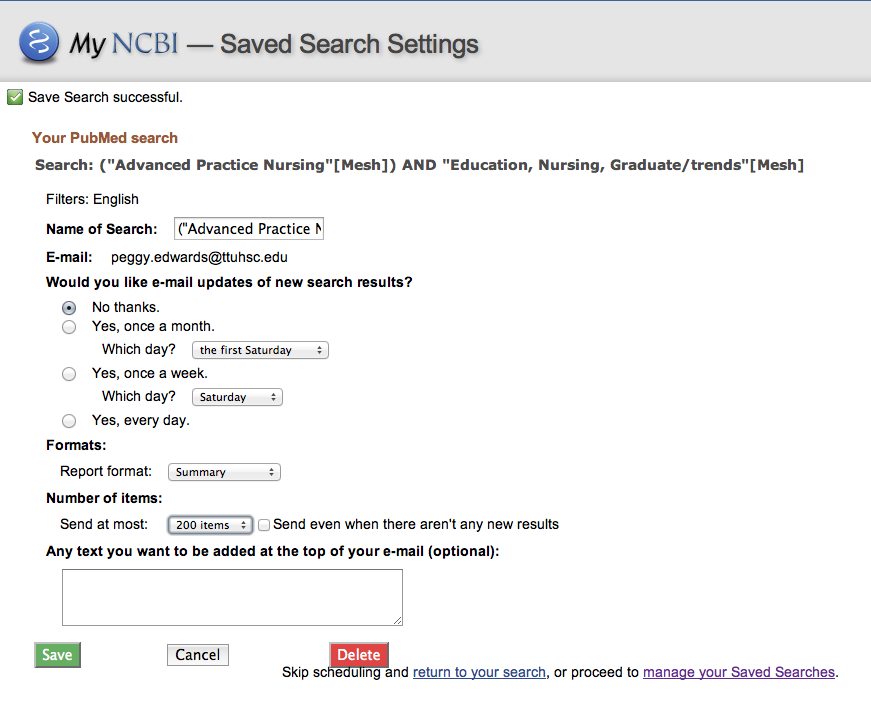 My NCBI — Saved Search Settings
Save Search successful.
Your PubMed search
Search: ("Advanced Practice Nursing"[Mesh]) AND "Education, Nursing, Graduate/trends"[Mesh]
Filters: English
Name of Search: ("Advanced Practice N
E-mail: peggy.edwards@ttuhsc.edu
Would you like e-mail updates of new search results?
No thanks.
Yes, once a month.
Which day? the first Saturday
Yes, once a week.
Which day? Saturday
Yes, every day.
Formats:
Report format: Summary
Number of items:
Send at most: 200 items Send even when there aren't any new results
Any text you want to be added at the top of your e-mail (optional):
Save Cancel Delete
Skip scheduling and return to your search, or proceed to manage your Saved Searches.